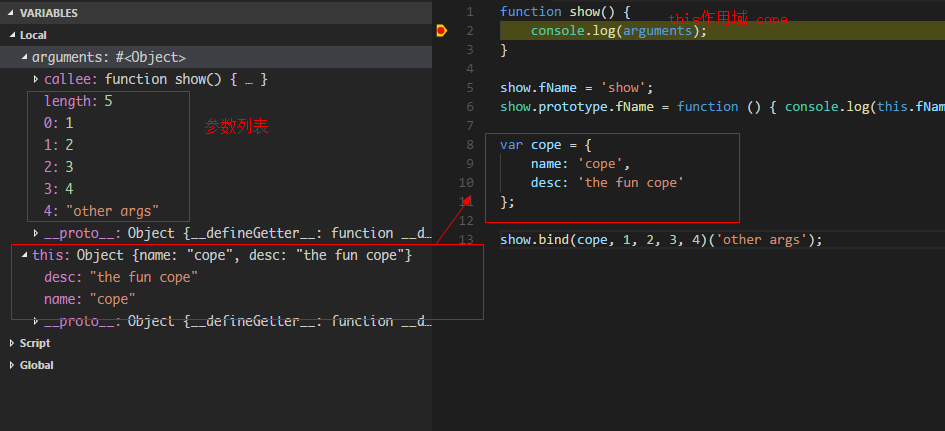 VARIABLES
Local
arguments: #<Object>
callee: function show() { … }
length: 5
0: 1
1: 2
2: 3
3: 4
4: "other args"
__proto__: Object {__defineGetter__: function __d…
this: Object {name: "cope", desc: "the fun cope"}
desc: "the fun cope"
name: "cope"
__proto__: Object {__defineGetter__: function __d…
Script
Global
参数列表
1 function show() {
this作用域 cope
2 console.log(arguments);
3 }
4
5 show.fName = 'show';
6 show.prototype.fName = function () { console.log(this.fNam
7
8 var cope = {
9 name: 'cope',
10 desc: 'the fun cope'
11 };
12
13 show.bind(cope, 1, 2, 3, 4)('other args');